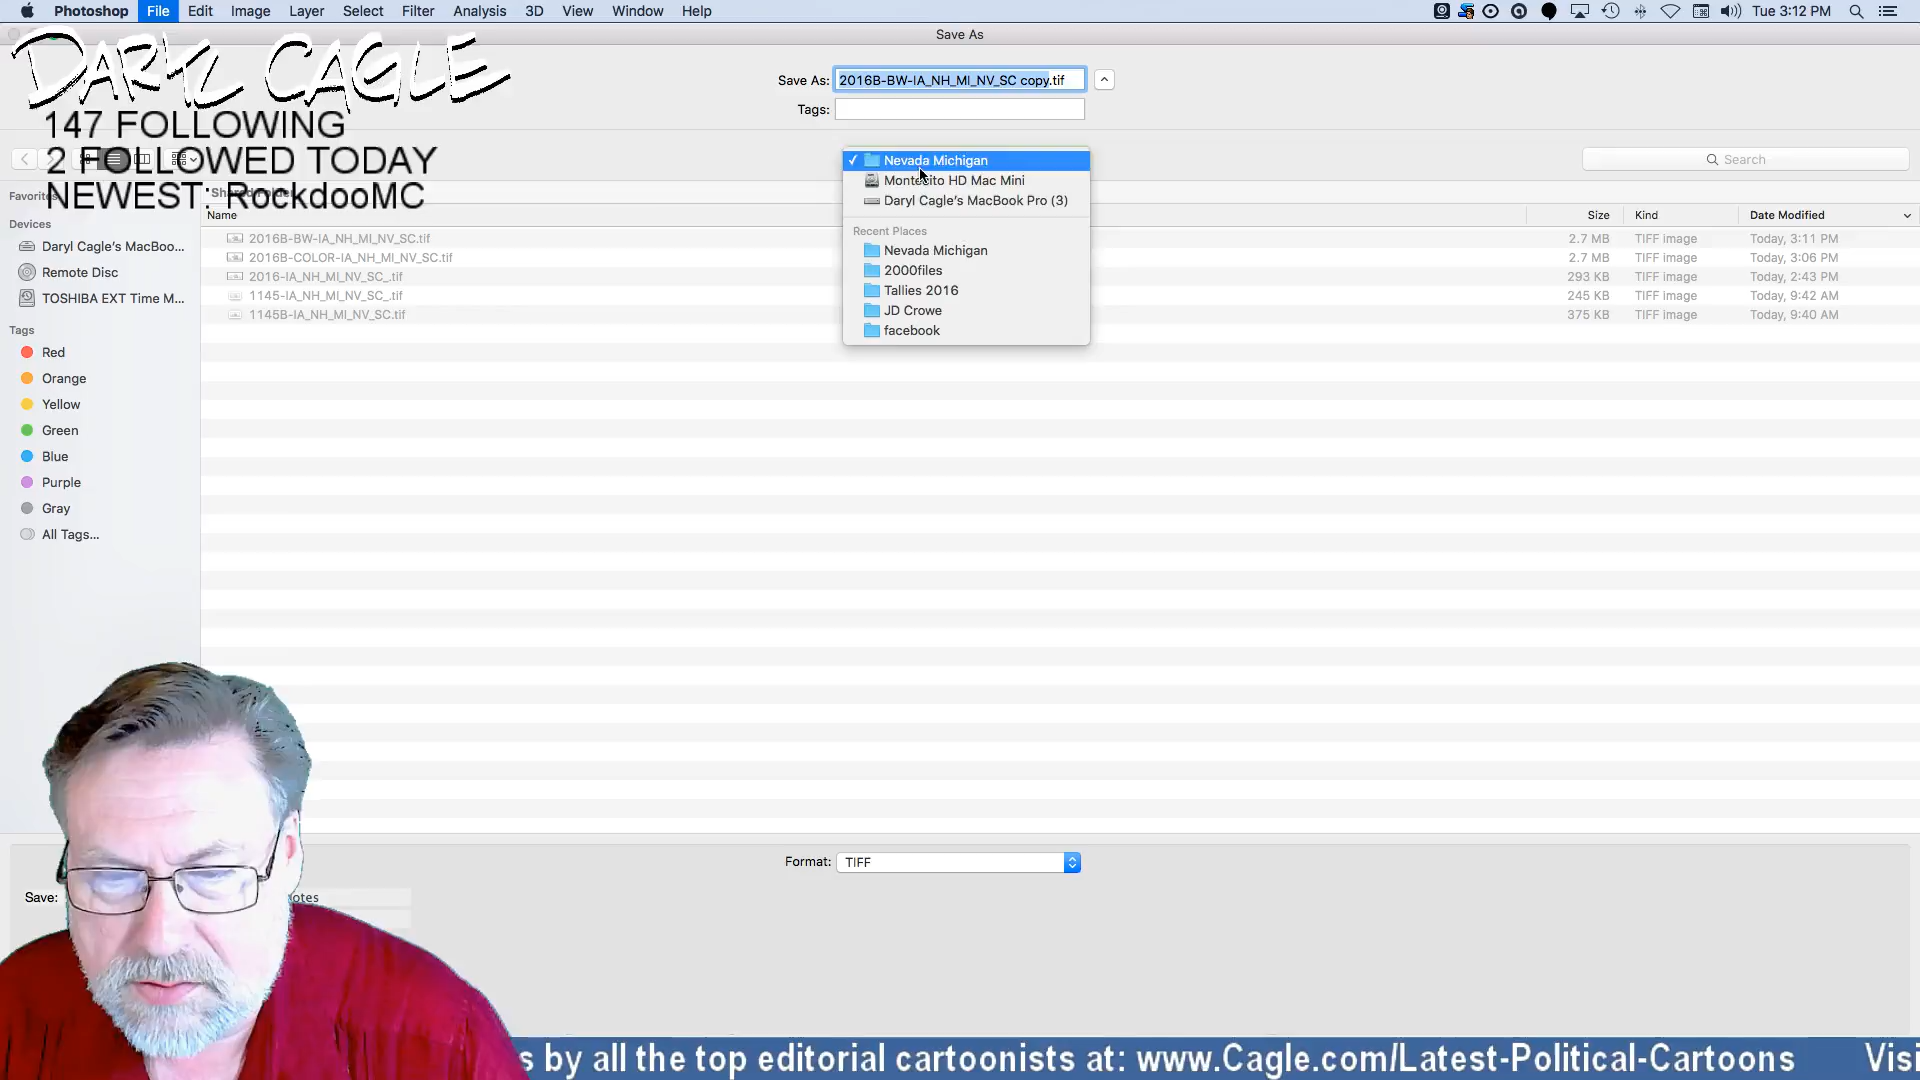 Photoshop File Edit Image Layer Select Filter Analysis 3D View Window Help Tue 3:12 PM
Save As
DARYL CAGLE
147 FOLLOWING
2 FOLLOWED TODAY
NEWEST: RockdooMC
Save As: 2016B-BW-IA_NH_MI_NV_SC copy.tif
Tags:
Search
Nevada Michigan
Montecito HD Mac Mini
Daryl Cagle's MacBook Pro (3)
Recent Places
Nevada Michigan
2000files
Tallies 2016
JD Crowe
facebook
Favorites
Devices
Daryl Cagle's MacBoo...
Remote Disc
TOSHIBA EXT Time M...
Tags
Red
Orange
Yellow
Green
Blue
Purple
Gray
All Tags...
Shared Folder
Name Size Kind Date Modified
2016B-BW-IA_NH_MI_NV_SC.tif 2.7 MB TIFF image Today, 3:11 PM
2016B-COLOR-IA_NH_MI_NV_SC.tif 2.7 MB TIFF image Today, 3:06 PM
2016-IA_NH_MI_NV_SC_.tif 293 KB TIFF image Today, 2:43 PM
1145-IA_NH_MI_NV_SC_.tif 245 KB TIFF image Today, 9:42 AM
1145B-IA_NH_MI_NV_SC.tif 375 KB TIFF image Today, 9:40 AM
Format: TIFF
Save: otes
s by all the top editorial cartoonists at: www.Cagle.com/Latest-Political-Cartoons Visi